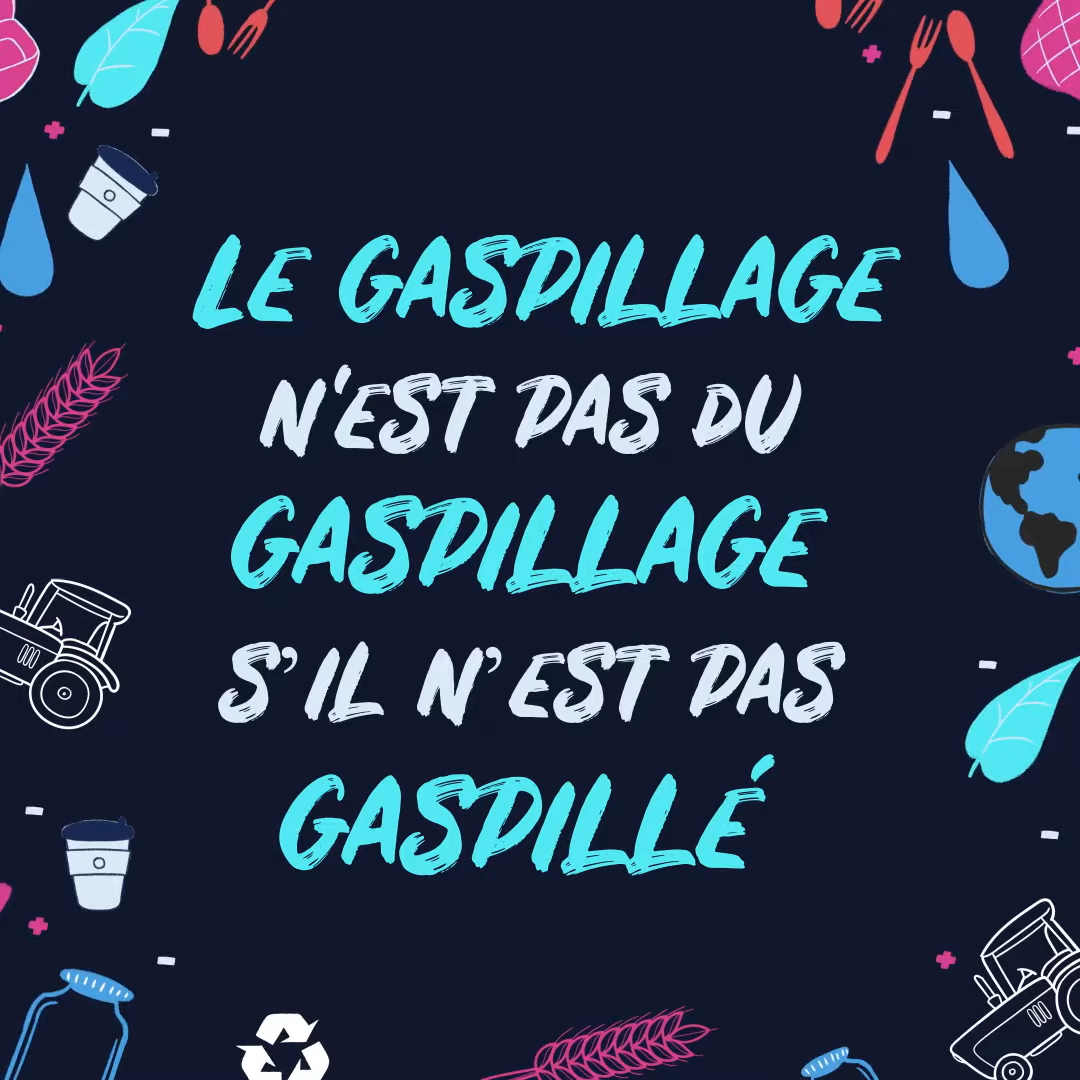 LE GASPILLAGE
N'EST PAS DU
GASPILLAGE
S'IL N'EST PAS
GASPILLÉ